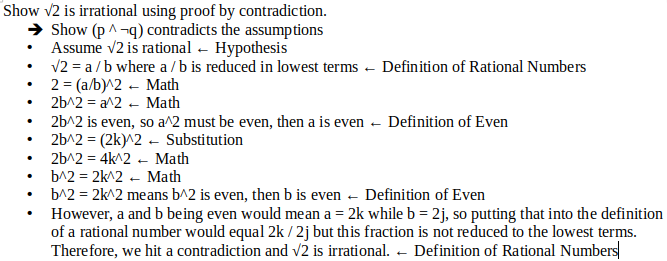 Show √2 is irrational using proof by contradiction.
➔ Show (p ^ ¬q) contradicts the assumptions
• Assume √2 is rational ← Hypothesis
• √2 = a / b where a / b is reduced in lowest terms ← Definition of Rational Numbers
• 2 = (a/b)^2 ← Math
• 2b^2 = a^2 ← Math
• 2b^2 is even, so a^2 must be even, then a is even ← Definition of Even
• 2b^2 = (2k)^2 ← Substitution
• 2b^2 = 4k^2 ← Math
• b^2 = 2k^2 ← Math
• b^2 = 2k^2 means b^2 is even, then b is even ← Definition of Even
• However, a and b being even would mean a = 2k while b = 2j, so putting that into the definition
of a rational number would equal 2k / 2j but this fraction is not reduced to the lowest terms.
Therefore, we hit a contradiction and √2 is irrational. ← Definition of Rational Numbers